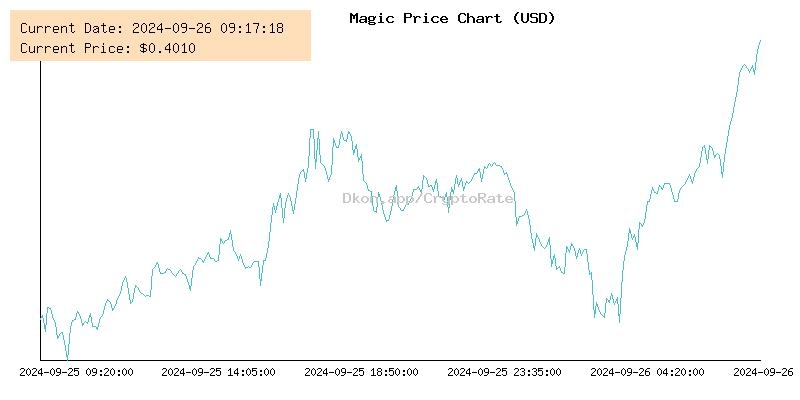 Magic Price Chart (USD)
Current Date: 2024-09-26 09:17:18
Current Price: $0.4010
Dkon.app/CryptoRate
2024-09-25 09:20:00
2024-09-25 14:05:00
2024-09-25 18:50:00
2024-09-25 23:35:00
2024-09-26 04:20:00
2024-09-26